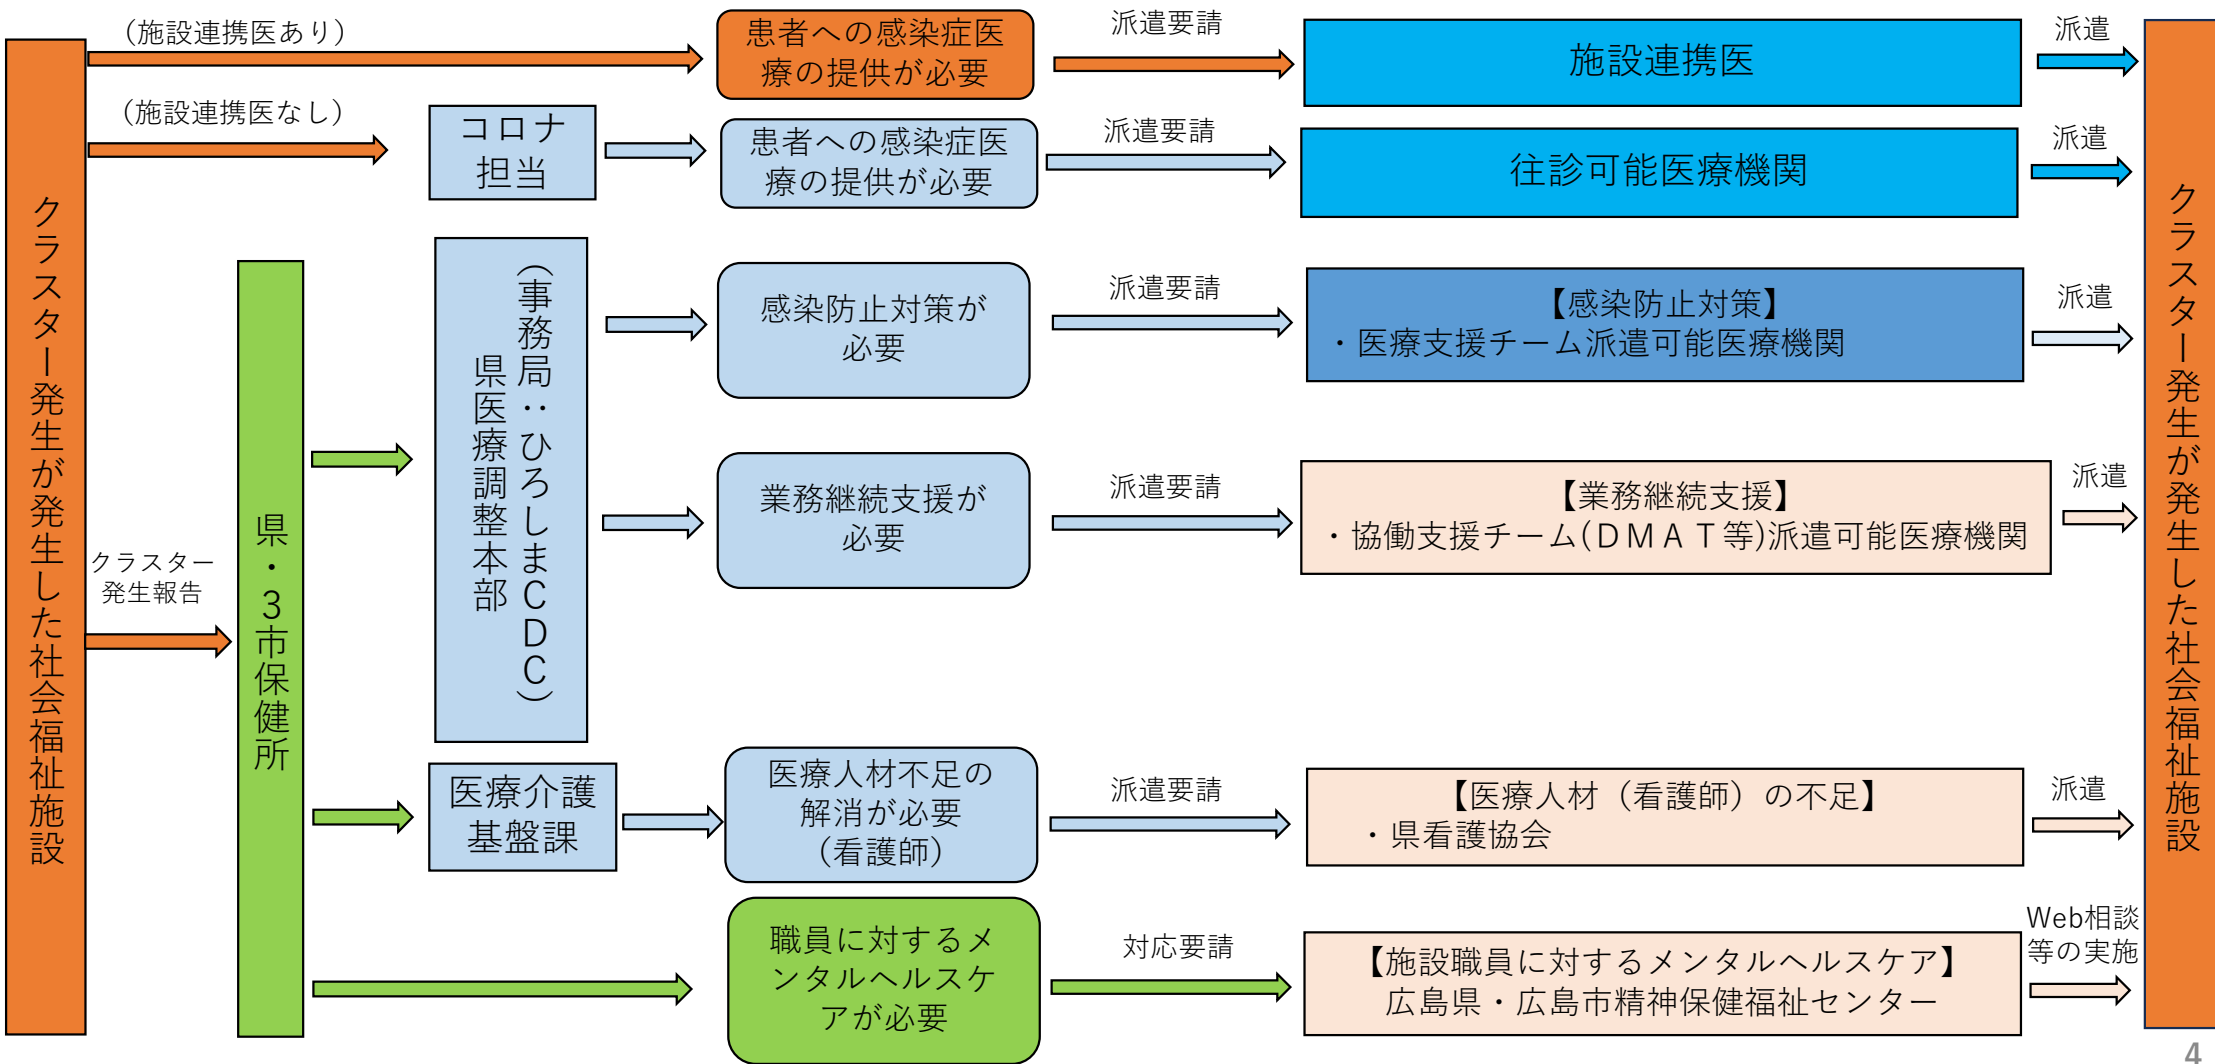 クラスター発生が発生した社会福祉施設
（施設連携医あり）
患者への感染症医
療の提供が必要
派遣要請
施設連携医
派遣
（施設連携医なし）
コロナ
担当
患者への感染症医
療の提供が必要
派遣要請
往診可能医療機関
派遣
クラスター
発生報告
県・3市保健所
県医療調整本部
（事務局：ひろしまＣＤＣ）
感染防止対策が
必要
派遣要請
【感染防止対策】
・医療支援チーム派遣可能医療機関
派遣
業務継続支援が
必要
派遣要請
【業務継続支援】
・協働支援チーム(ＤＭＡＴ等)派遣可能医療機関
派遣
医療介護
基盤課
医療人材不足の
解消が必要
（看護師）
派遣要請
【医療人材（看護師）の不足】
・県看護協会
派遣
職員に対するメ
ンタルヘルスケ
アが必要
対応要請
【施設職員に対するメンタルヘルスケア】
広島県・広島市精神保健福祉センター
Web相談
等の実施
クラスター発生が発生した社会福祉施設
4